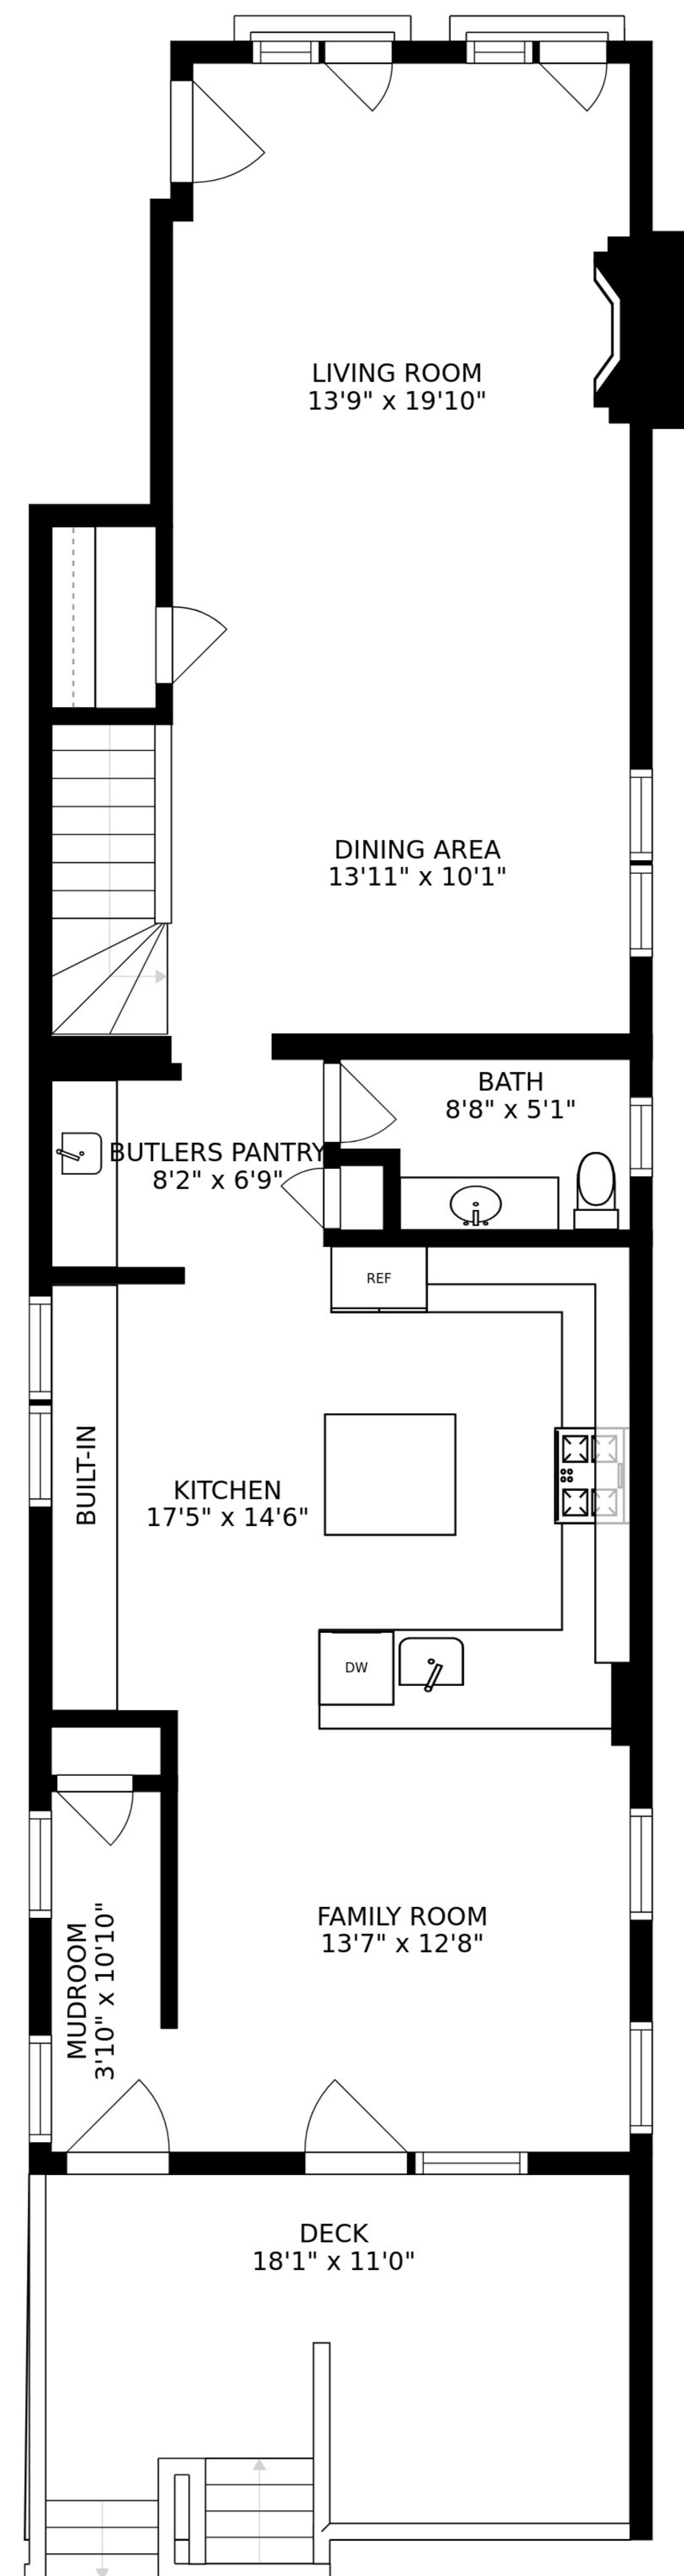 LIVING ROOM
13'9" x 19'10"
DINING AREA
13'11" x 10'1"
BATH
8'8" x 5'1"
BUTLERS PANTRY
8'2" x 6'9"
REF
BUILT-IN
KITCHEN
17'5" x 14'6"
DW
FAMILY ROOM
13'7" x 12'8"
MUDROOM
3'10" x 10'10"
DECK
18'1" x 11'0"